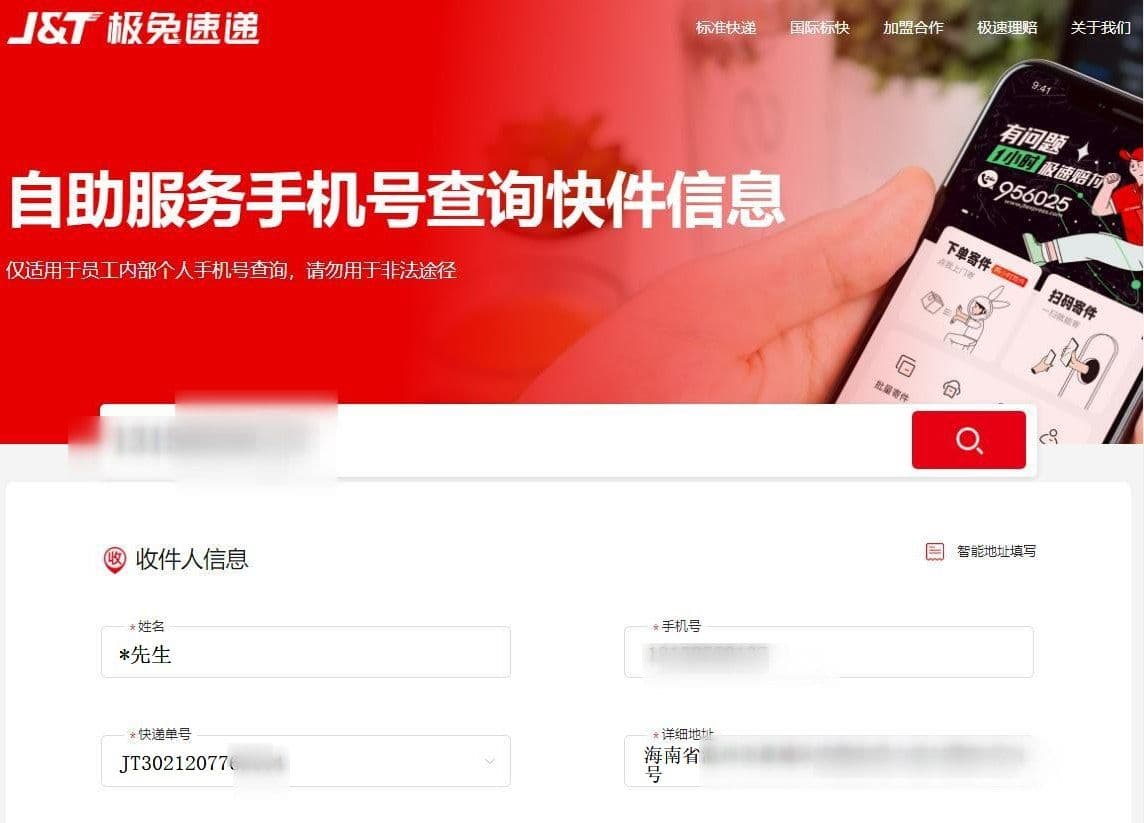 J&T 极兔速递
标准快递 国际标快 加盟合作 极速理赔 关于我们
9:41
有问题
1小时极速赔付
956025
自助服务手机号查询快件信息
仅适用于员工内部个人手机号查询，请勿用于非法途径
下单寄件
扫码寄件
批量寄件
收 收件人信息
智能地址填写
*姓名
*先生
*手机号
*快递单号
JT302120776
*详细地址
海南省
号